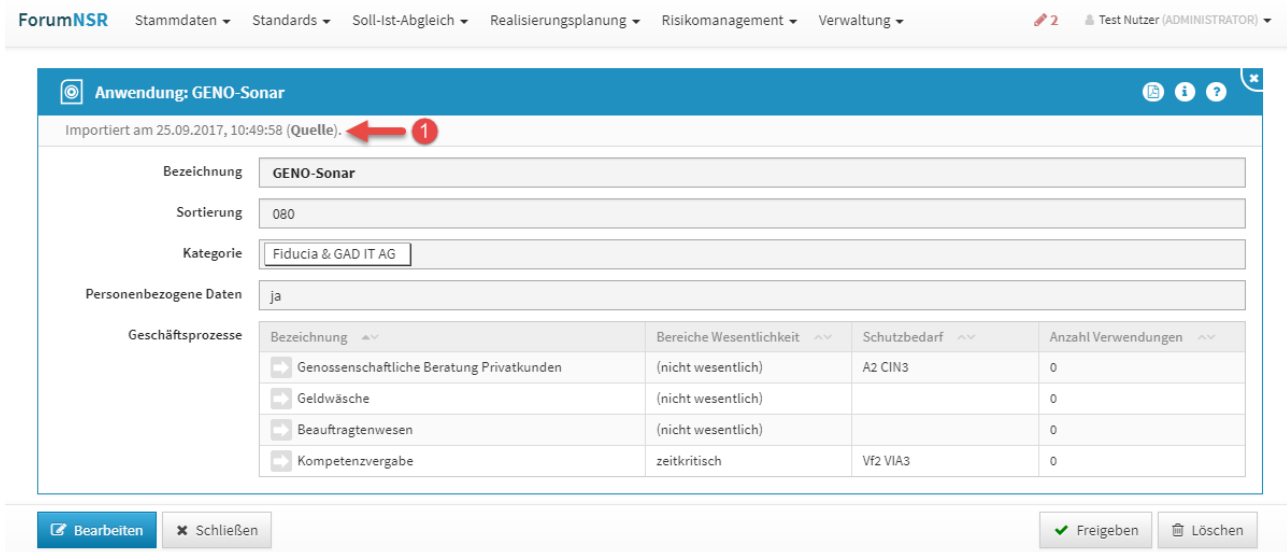 ForumNSR Stammdaten Standards Soll-Ist-Abgleich Realisierungsplanung Risikomanagement Verwaltung 2 Test Nutzer (ADMINISTRATOR)
Anwendung: GENO-Sonar
Importiert am 25.09.2017, 10:49:58 (Quelle). 1
Bezeichnung GENO-Sonar
Sortierung 080
Kategorie Fiducia & GAD IT AG
Personenbezogene Daten ja
Geschäftsprozesse Bezeichnung Bereiche Wesentlichkeit Schutzbedarf Anzahl Verwendungen
Genossenschaftliche Beratung Privatkunden (nicht wesentlich) A2 CIN3 0
Geldwäsche (nicht wesentlich) 0
Beauftragtenwesen (nicht wesentlich) 0
Kompetenzvergabe zeitkritisch Vf2 VIA3 0
Bearbeiten Schließen Freigeben Löschen